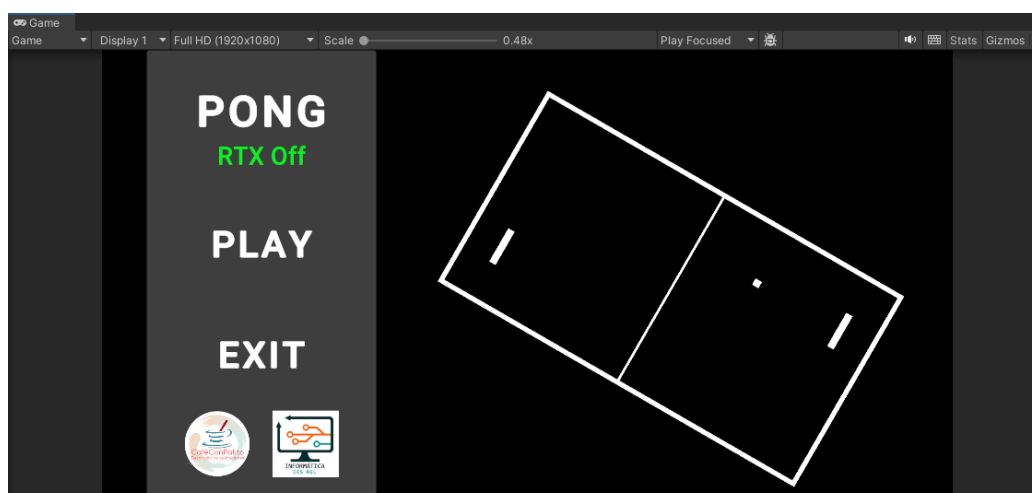 Game
Game Display 1 Full HD (1920x1080) Scale 0.48x Play Focused Stats Gizmos
PONG
RTX Off
PLAY
EXIT
CaféConPalito
INFORMÁTICA